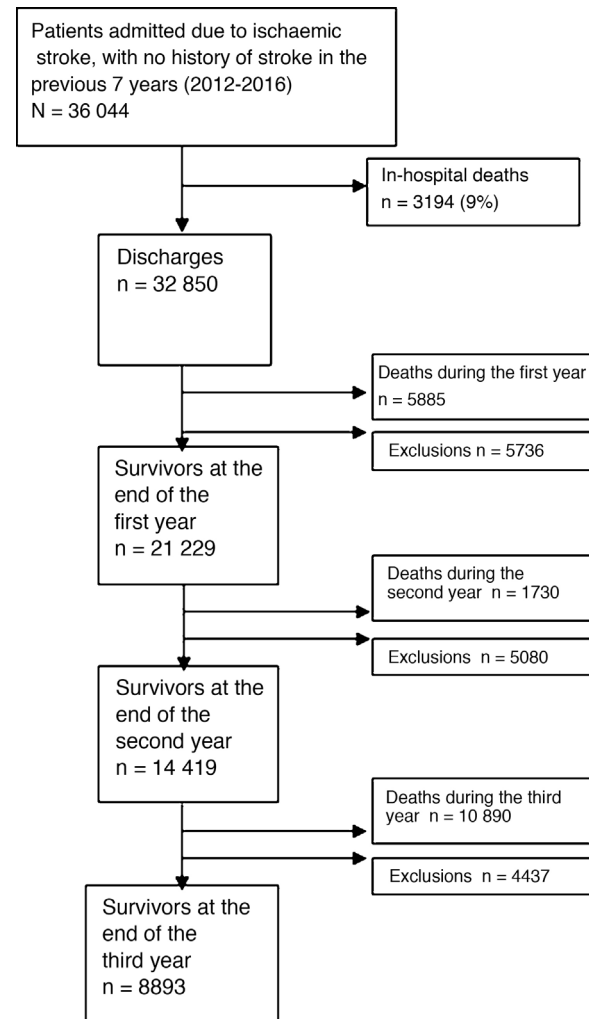 Patients admitted due to ischaemic
stroke, with no history of stroke in the
previous 7 years (2012-2016)
N = 36 044
In-hospital deaths
n = 3194 (9%)
Discharges
n = 32 850
Deaths during the first year
n = 5885
Exclusions n = 5736
Survivors at the
end of the
first year
n = 21 229
Deaths during the
second year n = 1730
Exclusions n = 5080
Survivors at the
end of the
second year
n = 14 419
Deaths during the third
year n = 10 890
Exclusions n = 4437
Survivors at the
end of the
third year
n = 8893